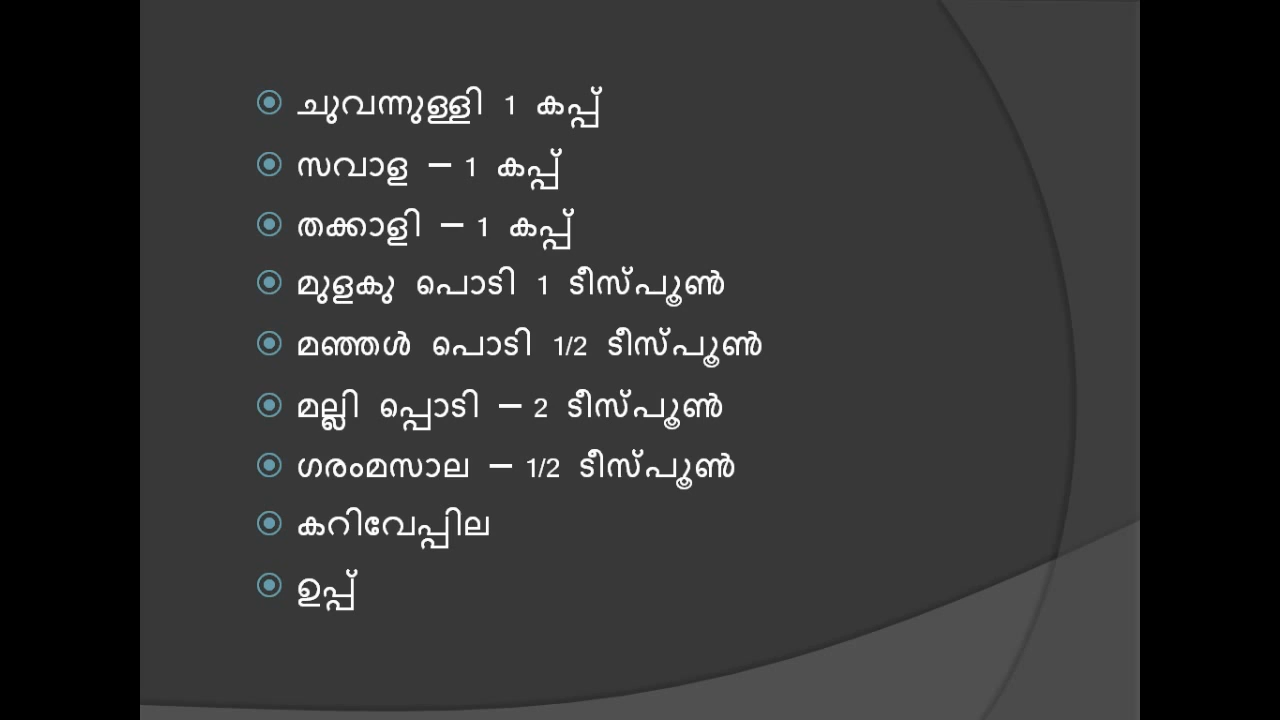 ചുവന്നുള്ളി 1 കപ്പ്
സവാള – 1 കപ്പ്
തക്കാളി – 1 കപ്പ്
മുളകു പൊടി 1 ടീസ്പൂൺ
മഞ്ഞൾ പൊടി 1/2 ടീസ്പൂൺ
മല്ലി പ്പൊടി – 2 ടീസ്പൂൺ
ഗരംമസാല – 1/2 ടീസ്പൂൺ
കറിവേപ്പില
ഉപ്പ്